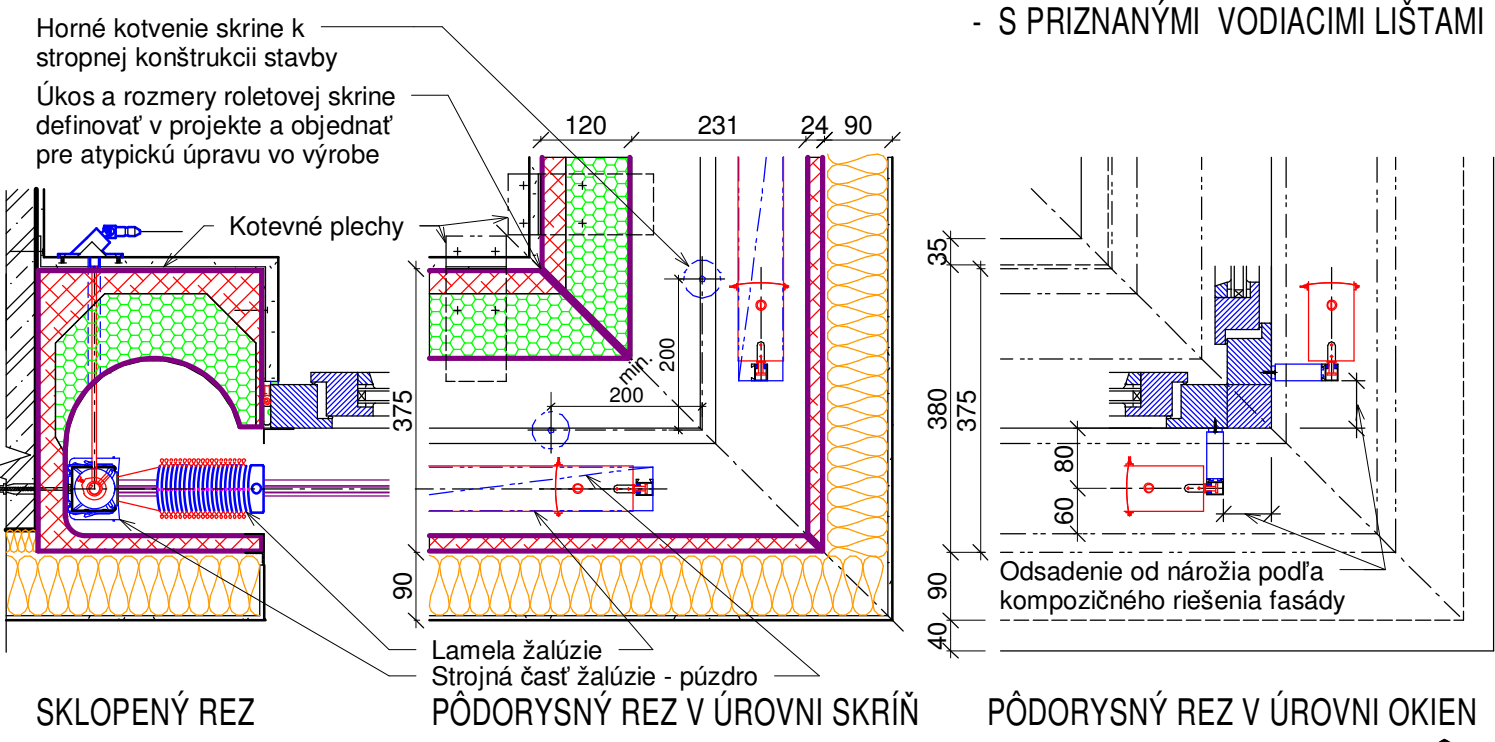 - S PRIZNANÝMI VODIACIMI LIŠTAMI
Horné kotvenie skrine k
stropnej konštrukcii stavby
Úkos a rozmery roletovej skrine
definovať v projekte a objednať
pre atypickú úpravu vo výrobe
Kotevné plechy
120
231
24
90
375
90
min.
200
200
35
380
375
80
60
90
40
Odsadenie od nárožia podľa
kompozičného riešenia fasády
Lamela žalúzie
Strojná časť žalúzie - púzdro
SKLOPENÝ REZ
PÔDORYSNÝ REZ V ÚROVNI SKRÍŇ
PÔDORYSNÝ REZ V ÚROVNI OKIEN